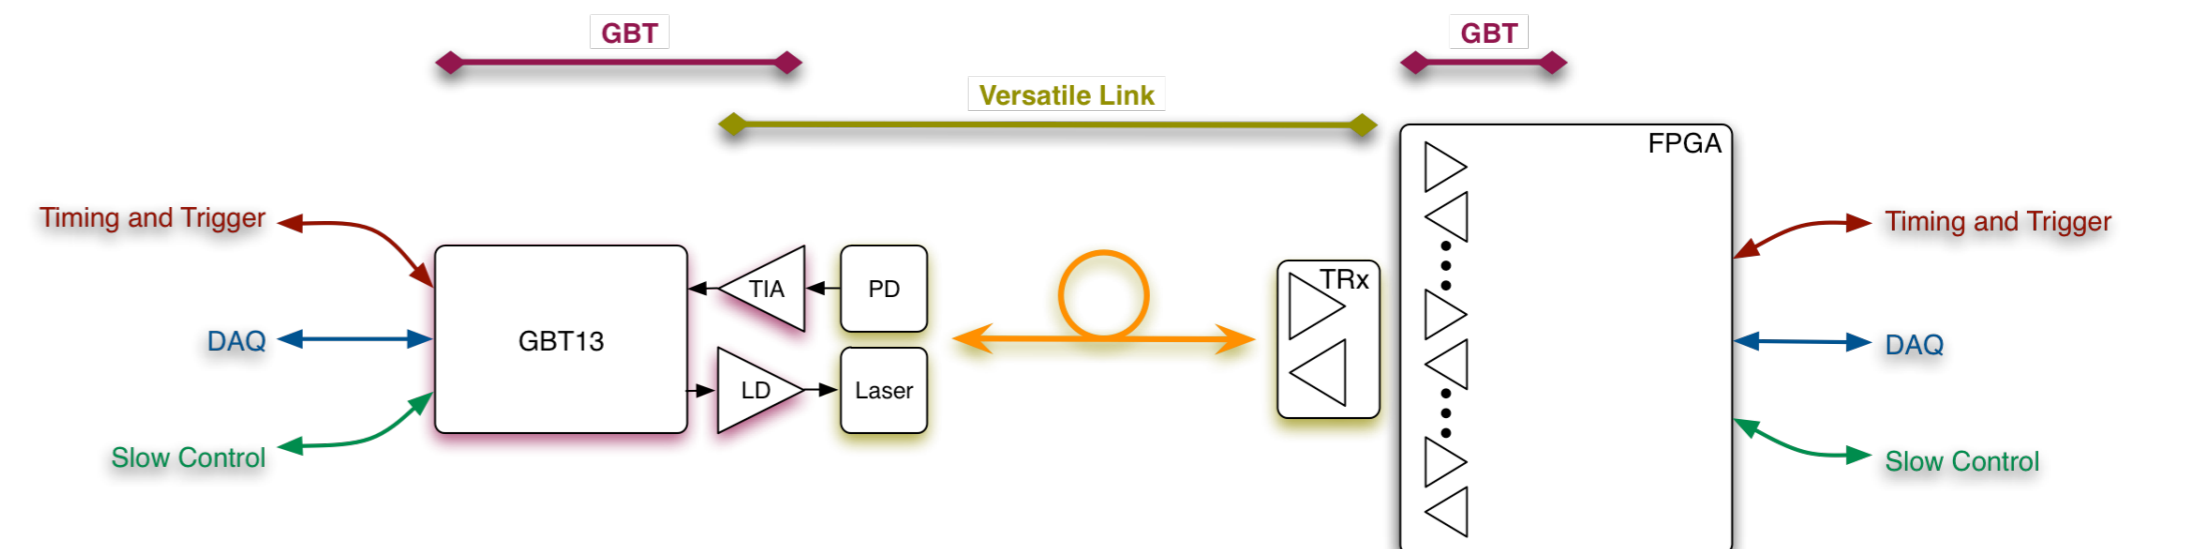 GBT
GBT
Versatile Link
FPGA
Timing and Trigger
Timing and Trigger
TRx
TIA
PD
GBT13
DAQ
DAQ
LD
Laser
Slow Control
Slow Control